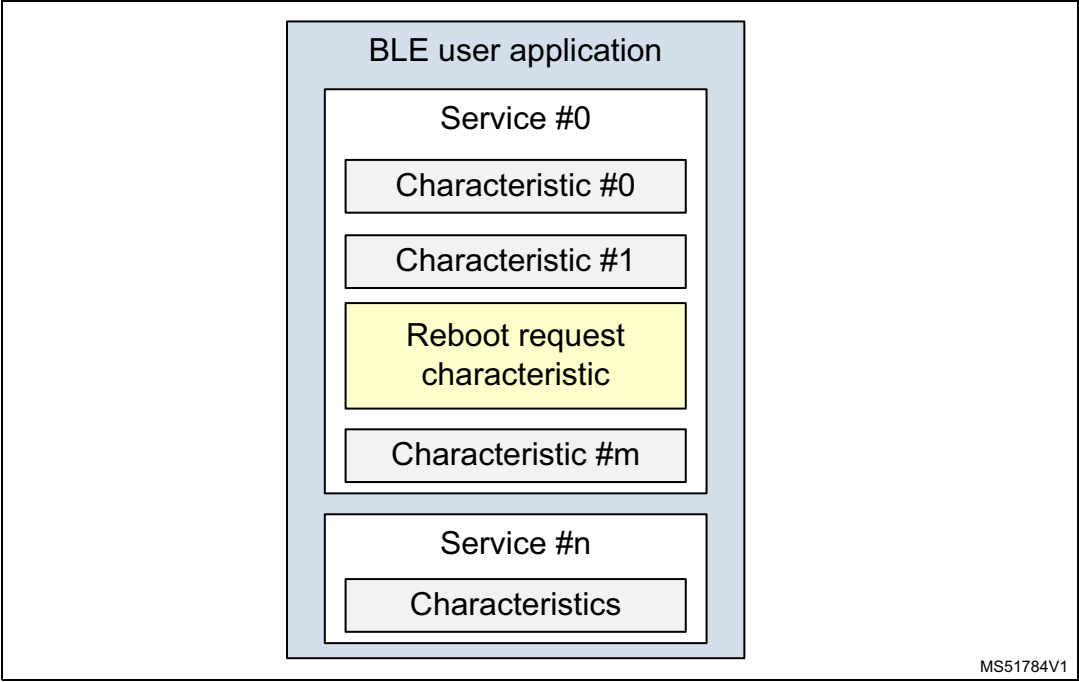 BLE user application
Service #0
Characteristic #0
Characteristic #1
Reboot request
characteristic
Characteristic #m
Service #n
Characteristics
MS51784V1